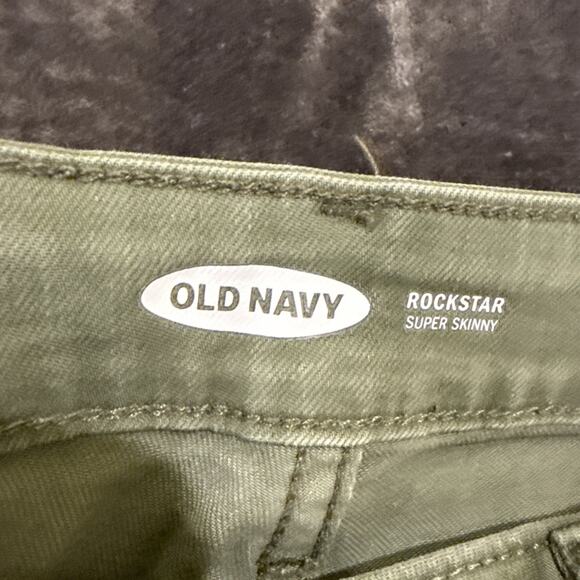 OLD NAVY
ROCKSTAR
SUPER SKINNY